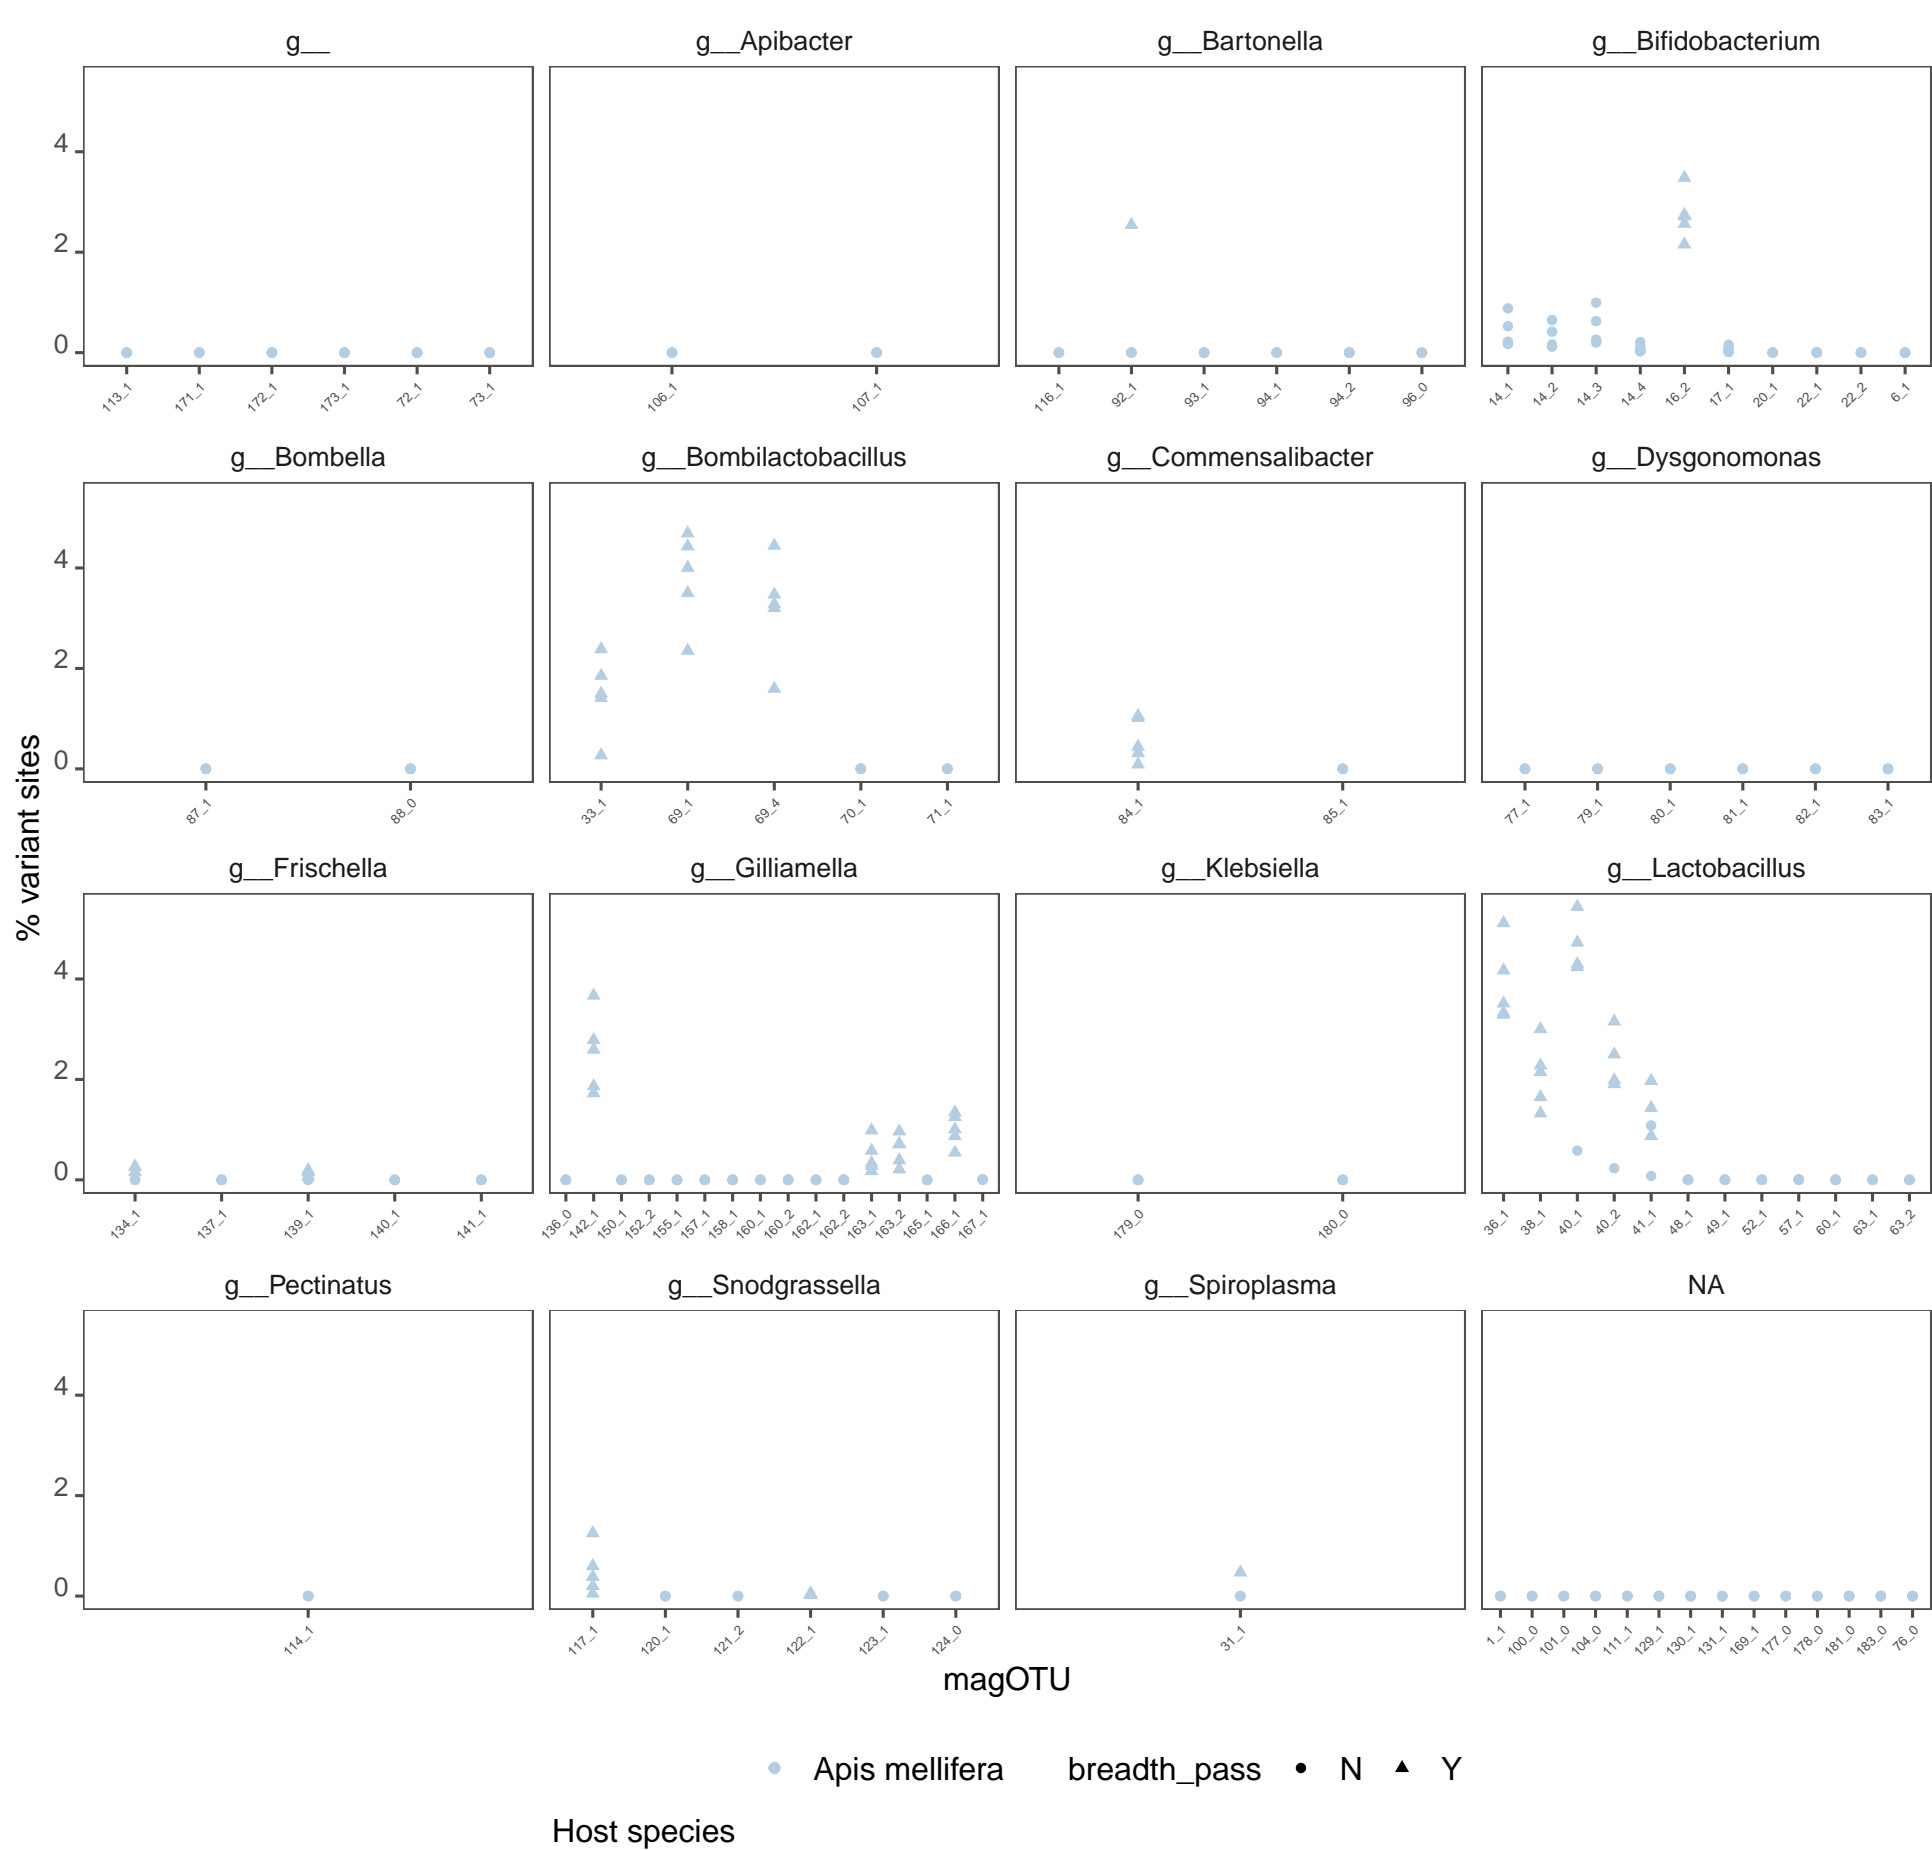 g__ g__Apibacter g__Bartonella g__Bifidobacterium
4
2
0
113_1 171_1 172_1 173_1 72_1 73_1 106_1 107_1 116_1 92_1 93_1 94_1 94_2 96_0 14_1 14_2 14_3 14_4 16_2 17_1 20_1 22_1 22_2 6_1
g__Bombella g__Bombilactobacillus g__Commensalibacter g__Dysgonomonas
4
2
0
87_1 88_0 33_1 69_1 69_4 70_1 71_1 84_1 85_1 77_1 79_1 80_1 81_1 82_1 83_1
% variant sites
g__Frischella g__Gilliamella g__Klebsiella g__Lactobacillus
4
2
0
134_1 137_1 139_1 140_1 141_1 136_0 142_1 150_1 152_2 155_1 157_1 158_1 160_1 160_2 162_1 162_2 163_1 163_2 165_1 166_1 167_1 179_0 180_0 36_1 38_1 40_1 40_2 41_1 48_1 49_1 52_1 57_1 60_1 63_1 63_2
g__Pectinatus g__Snodgrassella g__Spiroplasma NA
4
2
0
114_1 117_1 120_1 121_2 122_1 123_1 124_0 31_1 1_1 100_0 101_0 104_0 111_1 129_1 130_1 131_1 169_1 177_0 178_0 181_0 183_0 76_0
magOTU
Apis mellifera breadth_pass N Y
Host species